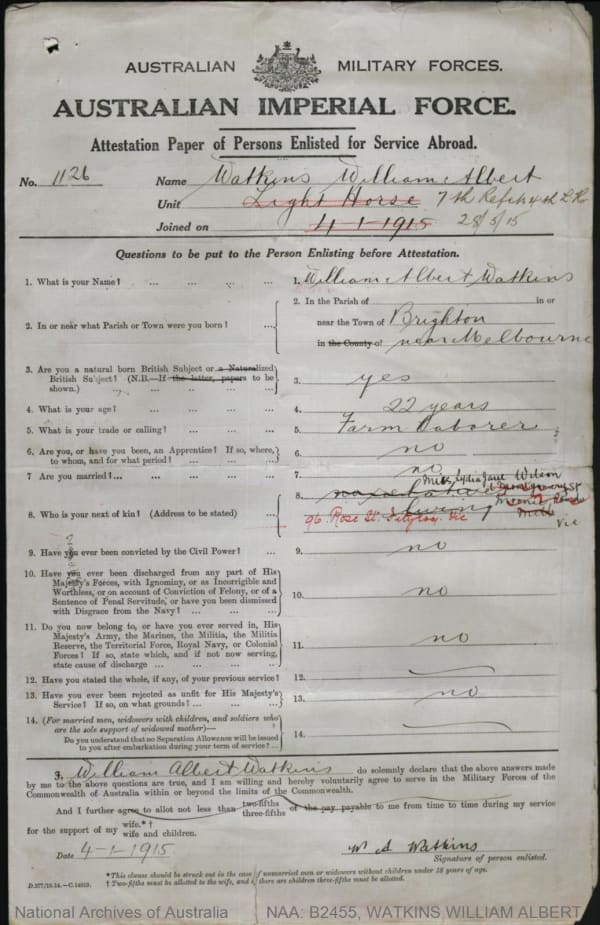 AUSTRALIAN MILITARY FORCES.
AUSTRALIAN IMPERIAL FORCE.
Attestation Paper of Persons Enlisted for Service Abroad.
No. 1126 Name Watkins William Albert
Unit Light Horse 7th Refts 4th L Hr
Joined on 4-1-1915 28/5/15
Questions to be put to the Person Enlisting before Attestation.
1. What is your Name? ... ... ... ... 1. William Albert Watkins
2. In or near what Parish or Town were you born? ... 2. In the Parish of in or
near the Town of Brighton
in the County of near Melbourne
3. Are you a natural born British Subject or a Naturalized
British Subject? (N.B.—If the latter, papers to be
shown.) ... ... ... ... 3. yes
4. What is your age? ... ... ... ... 4. 22 years
5. What is your trade or calling? ... ... ... 5. Farm Laborer
6. Are you, or have you been, an Apprentice? If so, where,
to whom, and for what period? ... ... ... 6. no
7 Are you married?... ... ... ... ... 7. no
8. Who is your next of kin? (Address to be stated) ... 8. Miss Lydia Jane Wilson
96. Rose St. Fitzroy. Vic
Vic
9. Have you ever been convicted by the Civil Power? ... 9. no
10. Have you ever been discharged from any part of His
Majesty's Forces, with Ignominy, or as Incorrigible and
Worthless, or on account of Conviction of Felony, or of a
Sentence of Penal Servitude, or have you been dismissed
with Disgrace from the Navy? ... ... ... 10. no
11. Do you now belong to, or have you ever served in, His
Majesty's Army, the Marines, the Militia, the Militia
Reserve, the Territorial Force, Royal Navy, or Colonial
Forces? If so, state which, and if not now serving,
state cause of discharge ... ... ... ... 11. no
12. Have you stated the whole, if any, of your previous service? 12.
13. Have you ever been rejected as unfit for His Majesty's
Service? If so, on what grounds? ... ... ... 13. no
14. (For married men, widowers with children, and soldiers who
are the sole support of widowed mother)—
Do you understand that no Separation Allowance will be issued
to you after embarkation during your term of service? ... 14.
I, William Albert Watkins do solemnly declare that the above answers made
by me to the above questions are true, and I am willing and hereby voluntarily agree to serve in the Military Forces of the
Commonwealth of Australia within or beyond the limits of the Commonwealth.
And I further agree to allot not less than two-fifths three-fifths of the pay payable to me from time to time during my service
for the support of my wife.*† wife and children.
Date 4-1-1915 W A Watkins
Signature of person enlisted.
*This clause should be struck out in the case of unmarried men or widowers without children under 18 years of age.
D.377/10.14.—C.14919. † Two-fifths must be allotted to the wife, and if there are children three-fifths must be allotted.
National Archives of Australia NAA: B2455, WATKINS WILLIAM ALBERT